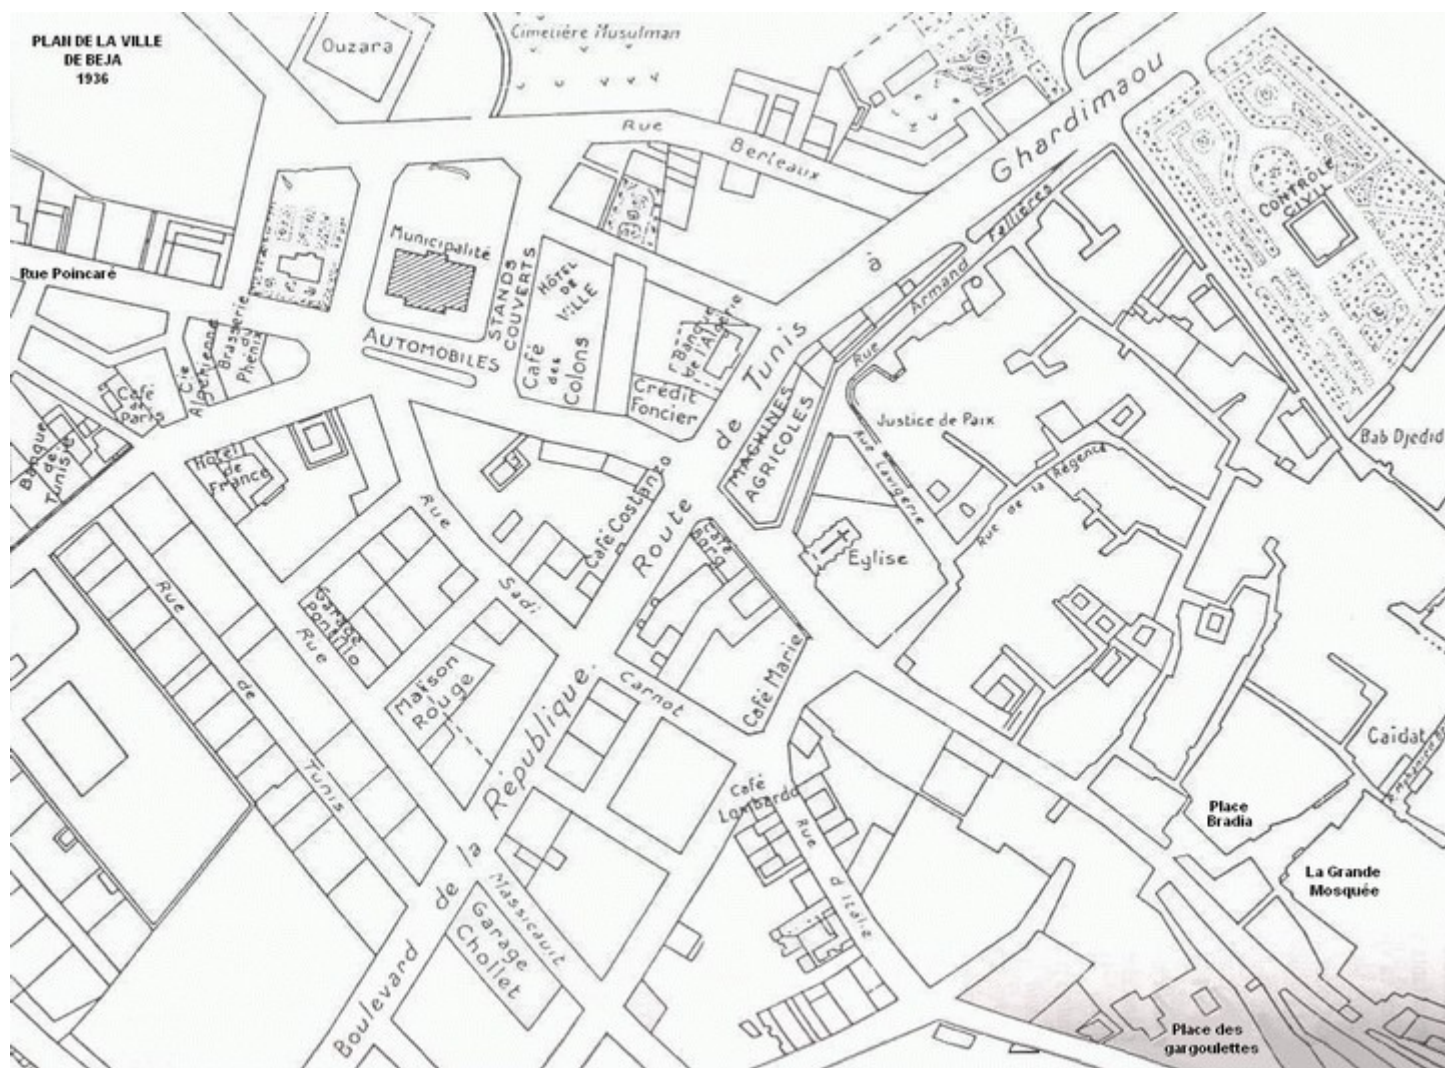 PLAN DE LA VILLE
DE BEJA
1936
Ouzara
Cimetière Musulman
Rue
Berteaux
Route de Tunis à Ghardimaou
CONTRÔLE
CIVIL
Municipalité
STANDS
COUVERTS
HÔTEL
DE
VILLE
Café
des
Colons
AUTOMOBILES
Rue Poincaré
Brasserie
du
Phenix
Cie
Algérienne
Café
de
Paris
Banque
de
Tunisie
Hôtel
de
France
Banque
de l'Algérie
Crédit
Foncier
MACHINES
AGRICOLES
Rue Armand Fallières
Justice de Paix
Rue Lavigerie
Rue de la Régence
Bab Djedid
Eglise
Café Costanzo
Café
Borg
Café Marie
Rue
Sadi
Carnot
Garage
Pontillo
Rue
Maison
Rouge
Rue
de
Tunis
Boulevard de la République
Massicault
Garage
Chollet
Café
Lombardo
Rue
d'Italie
Caïdat
Place
Bradia
La Grande
Mosquée
Place des
gargoulettes